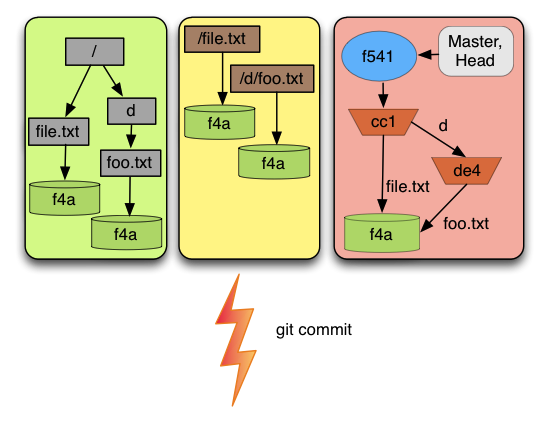 /
file.txt
d
foo.txt
f4a
f4a
/file.txt
/d/foo.txt
f4a
f4a
f541
Master,
Head
cc1
d
de4
file.txt
foo.txt
f4a
git commit